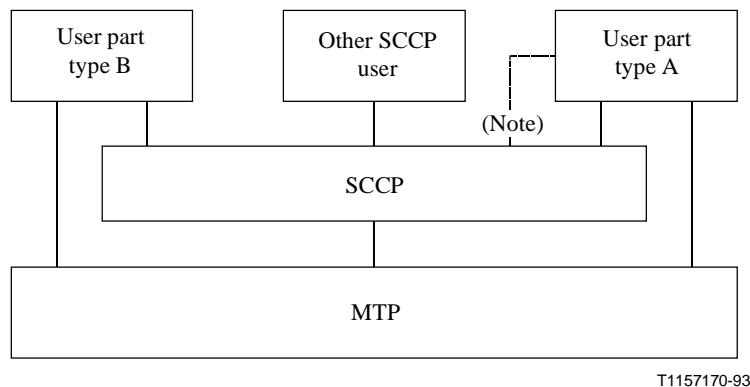 User part
type B
Other SCCP
user
User part
type A
(Note)
SCCP
MTP
T1157170-93